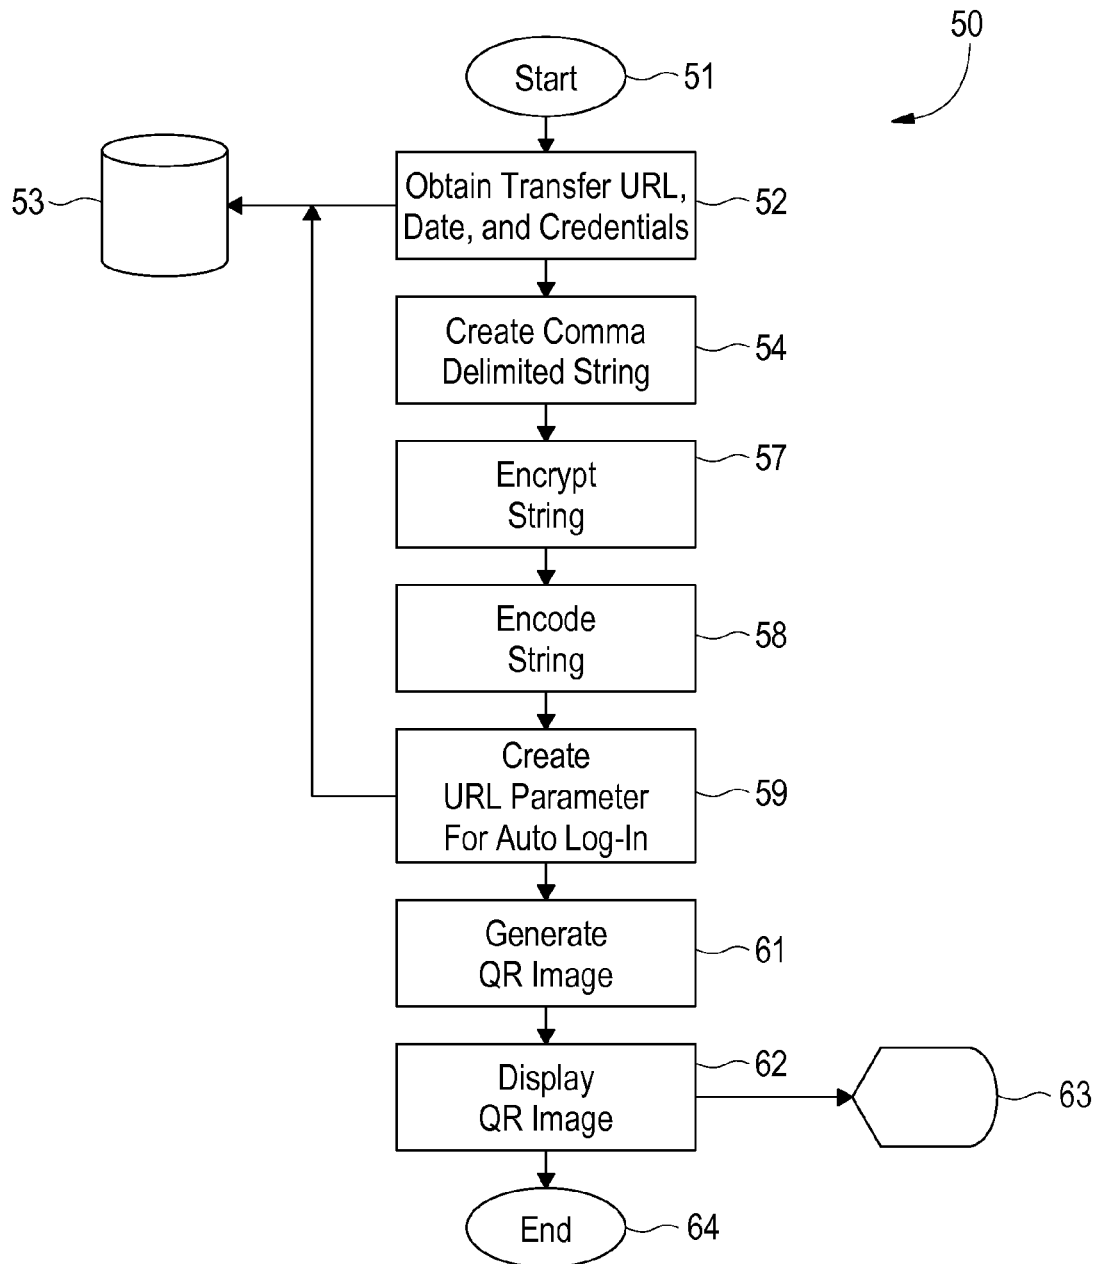 50
Start
51
53
Obtain Transfer URL,
Date, and Credentials
52
Create Comma
Delimited String
54
Encrypt
String
57
Encode
String
58
Create
URL Parameter
For Auto Log-In
59
Generate
QR Image
61
Display
QR Image
62
63
End
64